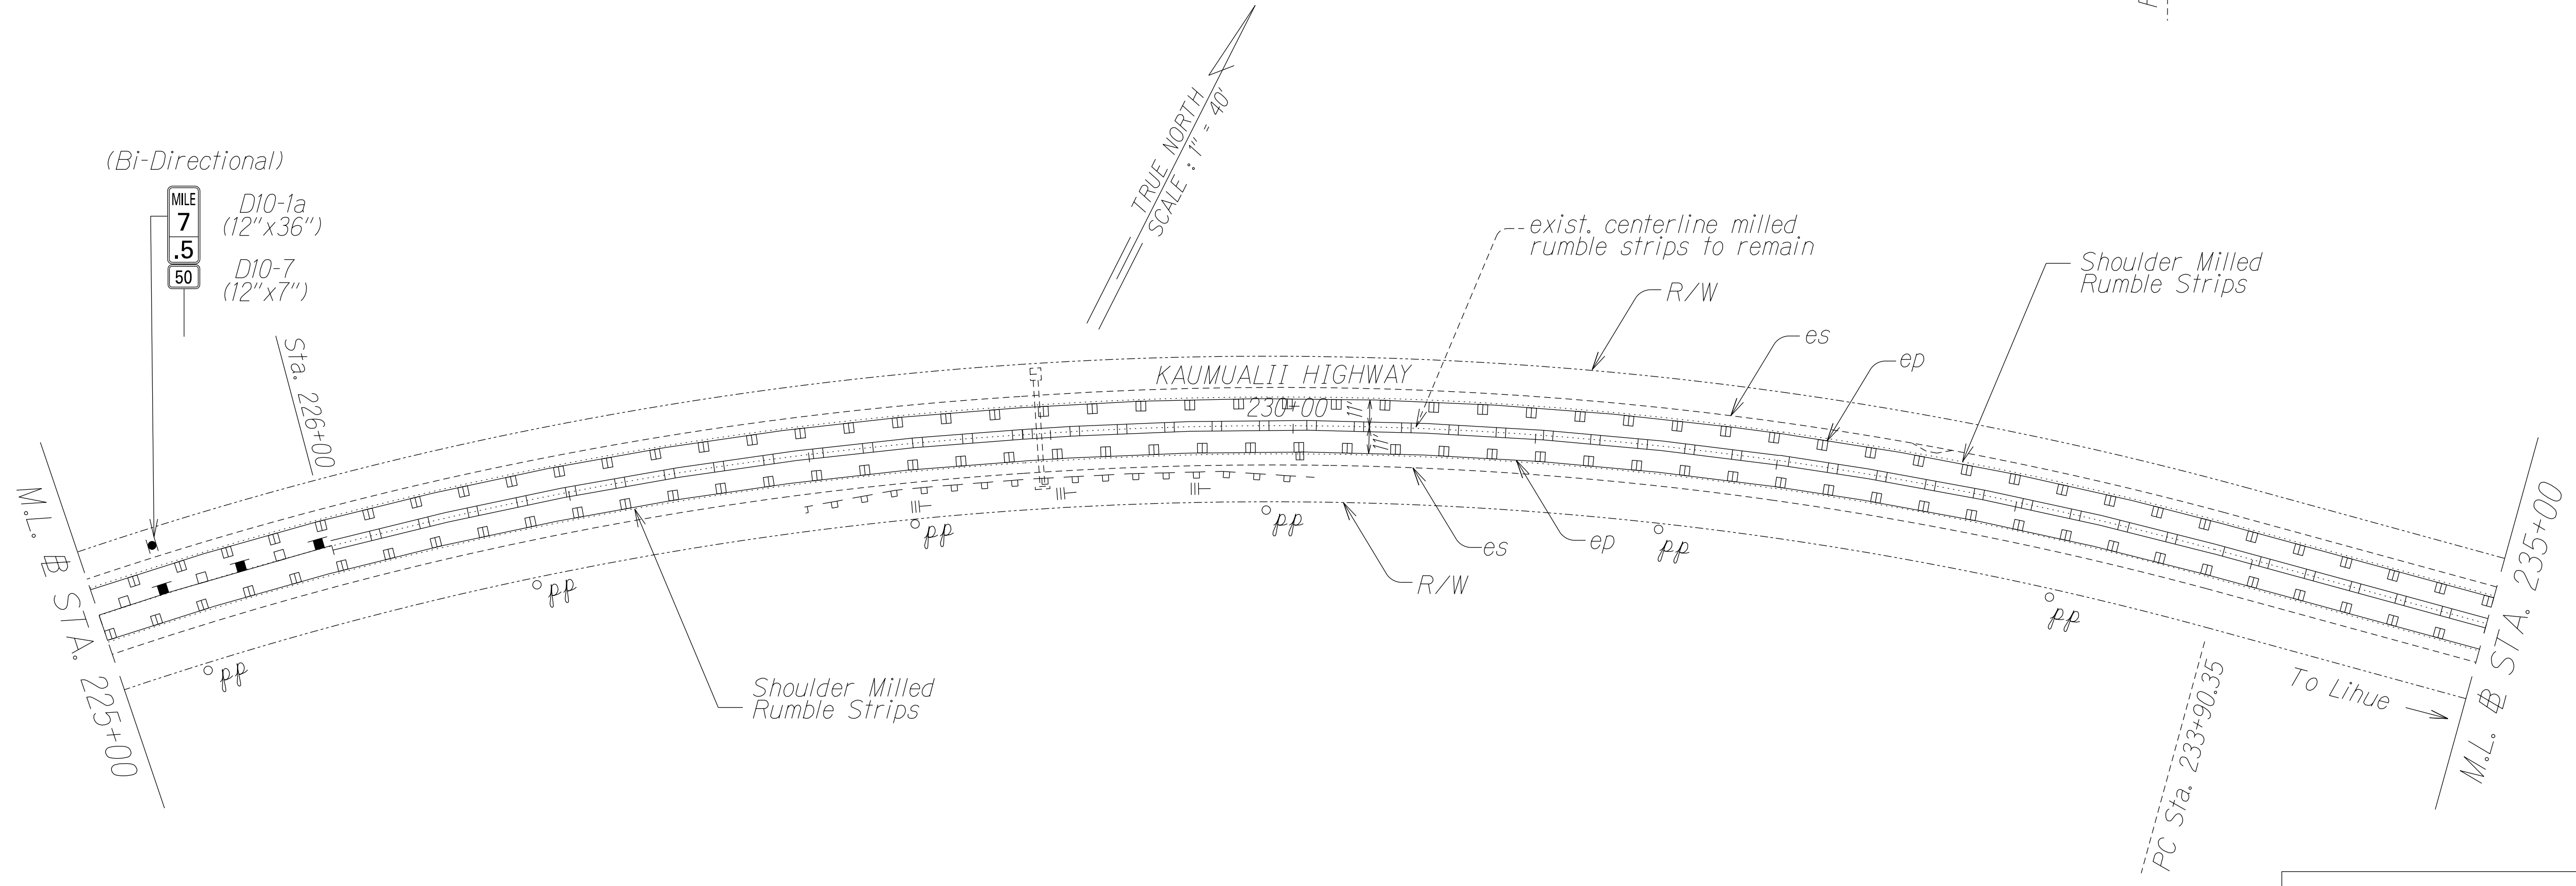 (Bi-Directional)
MILE
7
.5
50
D10-1a
(12"x36")
D10-7
(12"x7")
Sta. 226+00
M.L. B STA. 225+00
TRUE NORTH
SCALE : 1" = 40'
exist. centerline milled
rumble strips to remain
R/W
es
ep
Shoulder Milled
Rumble Strips
KAUMUALII HIGHWAY
230+00
11'
11'
pp
pp
pp
pp
pp
pp
es
ep
R/W
Shoulder Milled
Rumble Strips
To Lihue
PC Sta. 233+90.35
M.L. B STA. 235+00